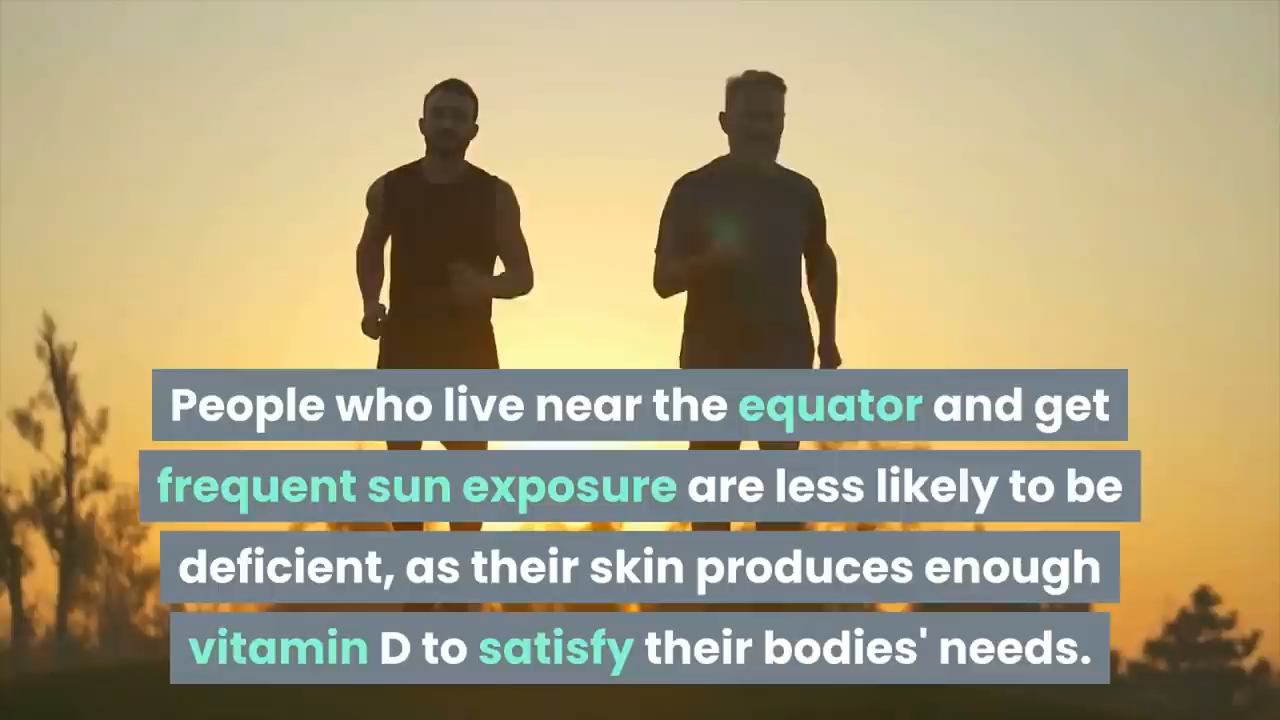 People who live near the equator and get
frequent sun exposure are less likely to be
deficient, as their skin produces enough
vitamin D to satisfy their bodies' needs.